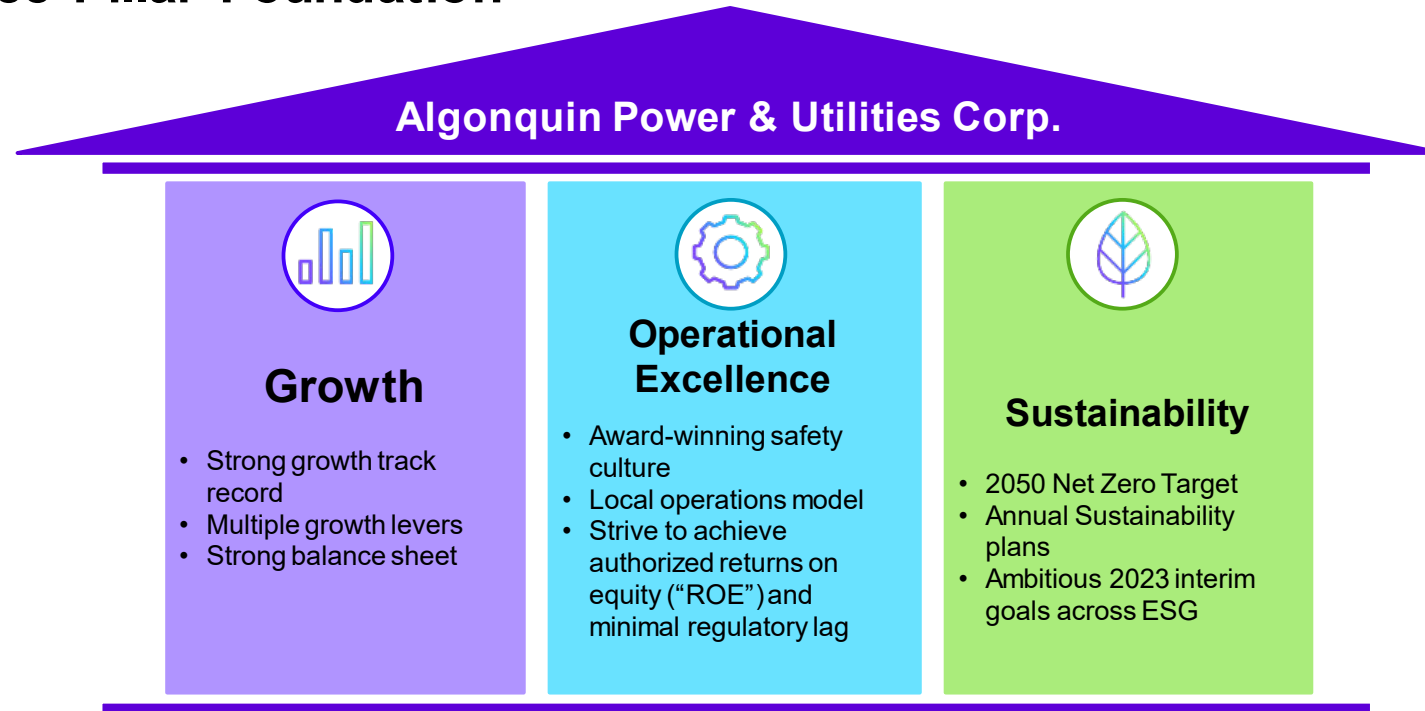 Pillar Foundation
Algonquin Power & Utilities Corp.
Growth
• Strong growth track
record
• Multiple growth levers
• Strong balance sheet
Operational
Excellence
• Award-winning safety
culture
• Local operations model
• Strive to achieve
authorized returns on
equity (“ROE”) and
minimal regulatory lag
Sustainability
• 2050 Net Zero Target
• Annual Sustainability
plans
• Ambitious 2023 interim
goals across ESG